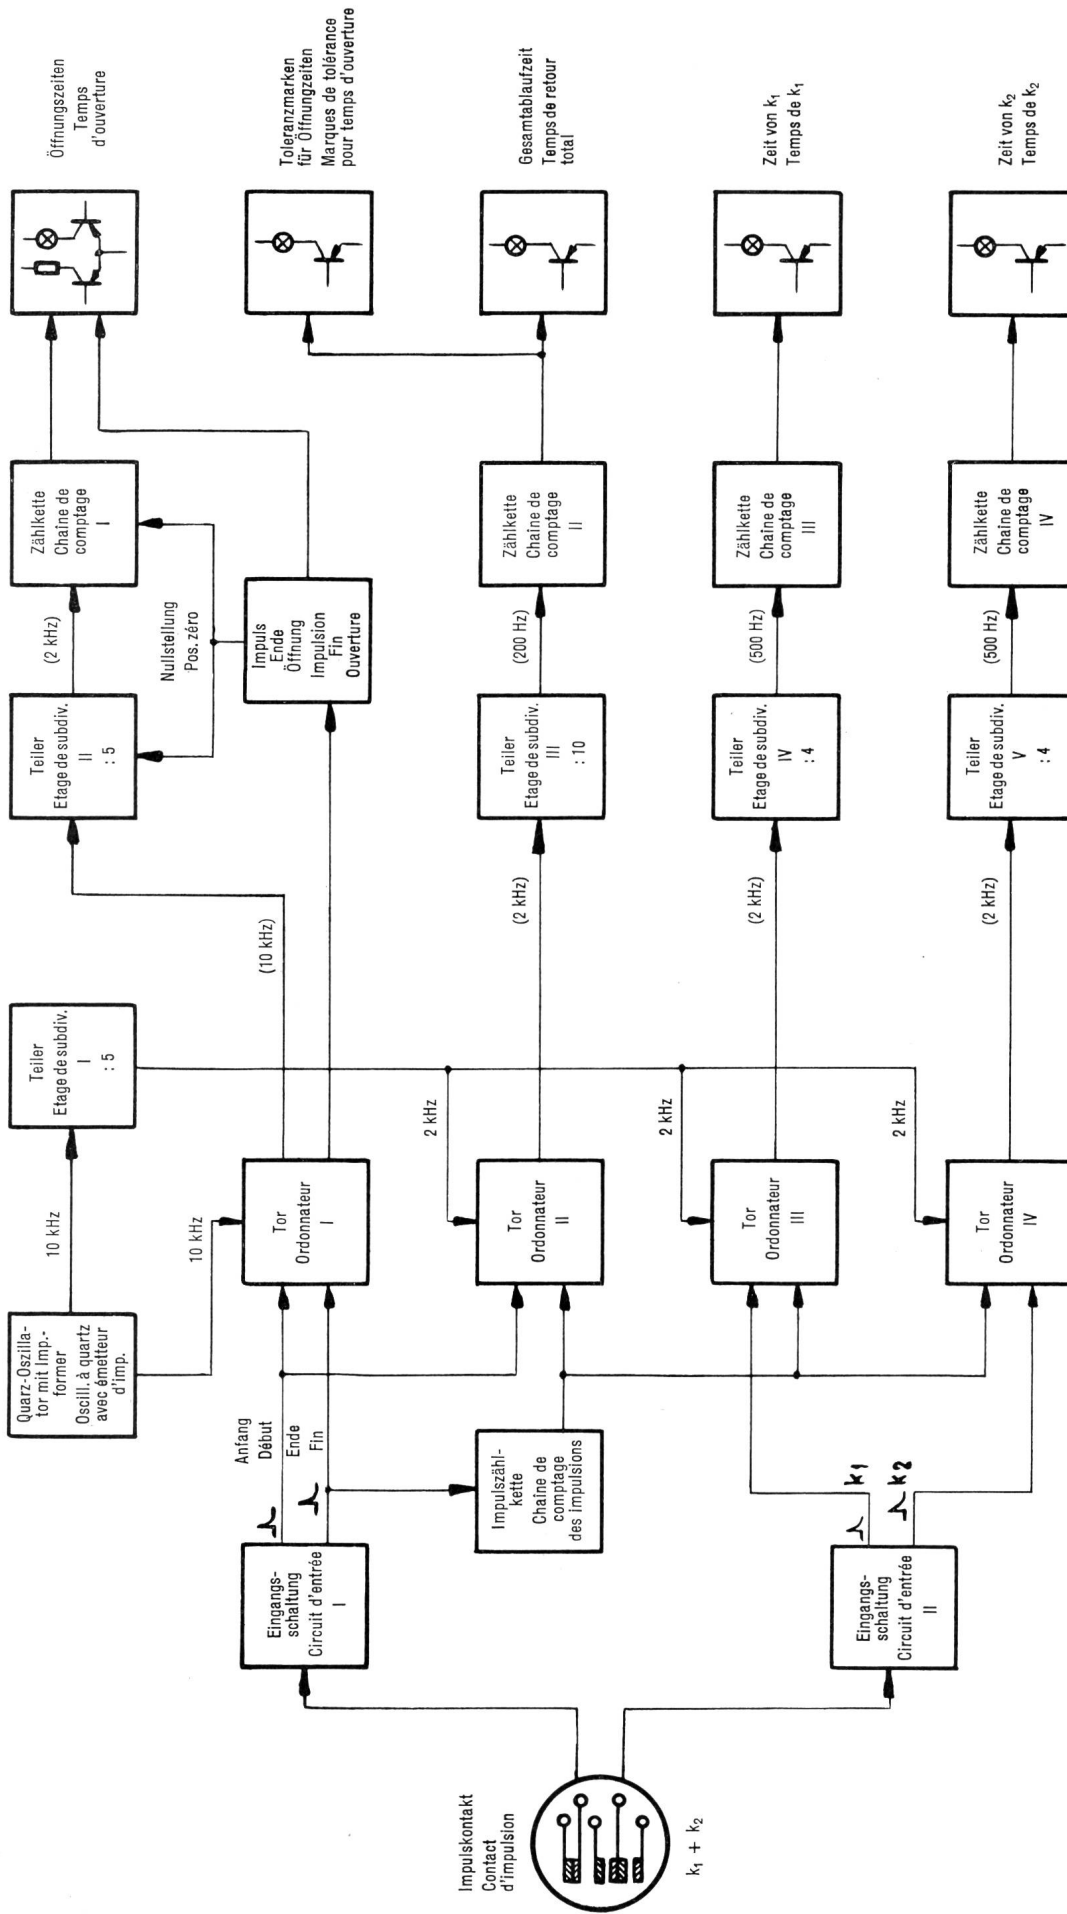 Impulskontakt
Contact
d'impulsion
k₁ + k₂
Quarz-Oszilla-
tor mit Imp.-
former
Oscill. à quartz
avec émetteur
d'imp.
10 kHz
10 kHz
Teiler
Etage de subdiv.
I
: 5
Eingangs-
schaltung
Circuit d'entrée
I
Anfang
Début
Ende
Fin
Tor
Ordonnateur
I
(10 kHz)
Teiler
Etage de subdiv.
II
: 5
(2 kHz)
Nullstellung
Pos. zéro
Zählkette
Chaine de
comptage
I
Öffnungszeiten
Temps
d'ouverture
Impuls
Ende
Öffnung
Impulsion
Fin
Ouverture
Toleranzmarken
für Öffnungzeiten
Marques de tolérance
pour temps d'ouverture
Impulszähl-
kette
Chaine de
comptage
des impulsions
2 kHz
Tor
Ordonnateur
II
(2 kHz)
Teiler
Etage de subdiv.
III
: 10
(200 Hz)
Zählkette
Chaine de
comptage
II
Gesamtablaufzeit
Temps de retour
total
Eingangs-
schaltung
Circuit d'entrée
II
k1
k2
2 kHz
Tor
Ordonnateur
III
(2 kHz)
Teiler
Etage de subdiv.
IV
: 4
(500 Hz)
Zählkette
Chaine de
comptage
III
Zeit von k₁
Temps de k₁
2 kHz
Tor
Ordonnateur
IV
(2 kHz)
Teiler
Etage de subdiv.
V
: 4
(500 Hz)
Zählkette
Chaine de
comptage
IV
Zeit von k₂
Temps de k₂